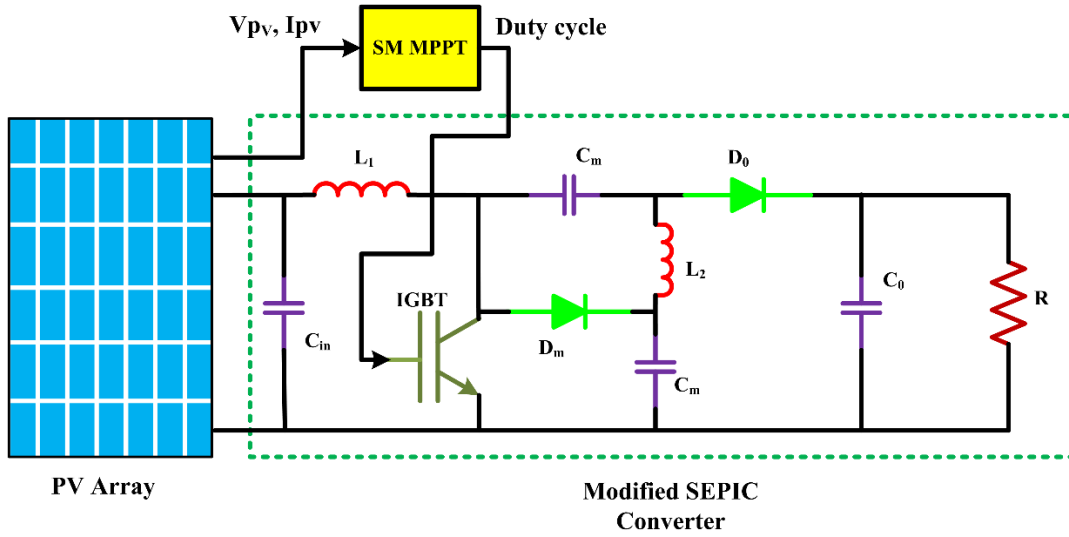 Vpv, Ipv
Duty cycle
SM MPPT
L1
Cm
D0
L2
IGBT
Cin
Dm
Cm
C0
R
PV Array
Modified SEPIC
Converter